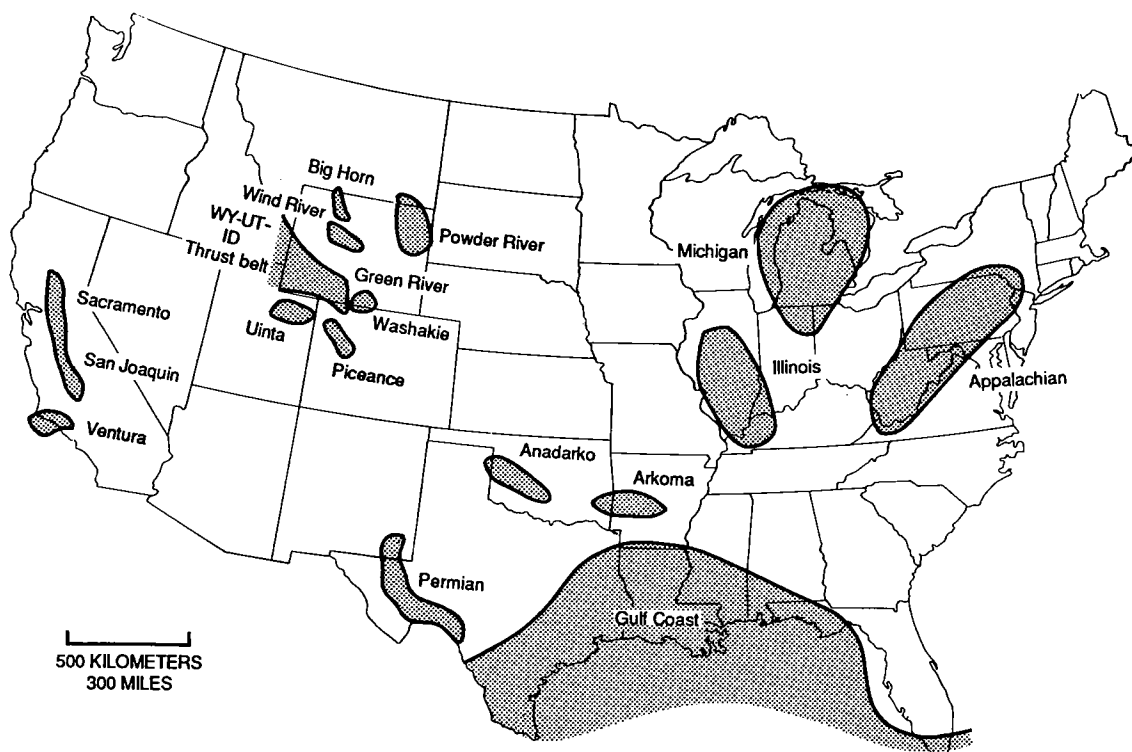 Big Horn
Wind River
WY-UT-
ID
Thrust belt
Powder River
Michigan
Green River
Sacramento
Uinta
Washakie
San Joaquin
Piceance
Illinois
Appalachian
Ventura
Anadarko
Arkoma
Permian
Gulf Coast
500 KILOMETERS
300 MILES